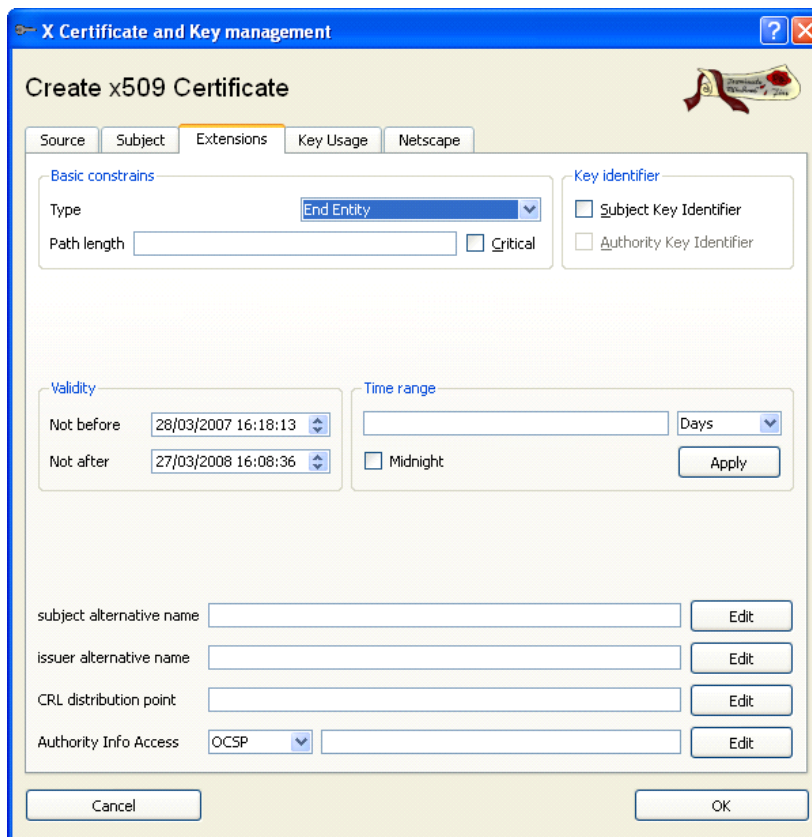 X Certificate and Key management
Create x509 Certificate
Source Subject Extensions Key Usage Netscape
Basic constrains
Type End Entity
Path length Critical
Key identifier
Subject Key Identifier
Authority Key Identifier
Validity
Not before 28/03/2007 16:18:13
Not after 27/03/2008 16:08:36
Time range
Days
Midnight Apply
subject alternative name Edit
issuer alternative name Edit
CRL distribution point Edit
Authority Info Access OCSP Edit
Cancel OK